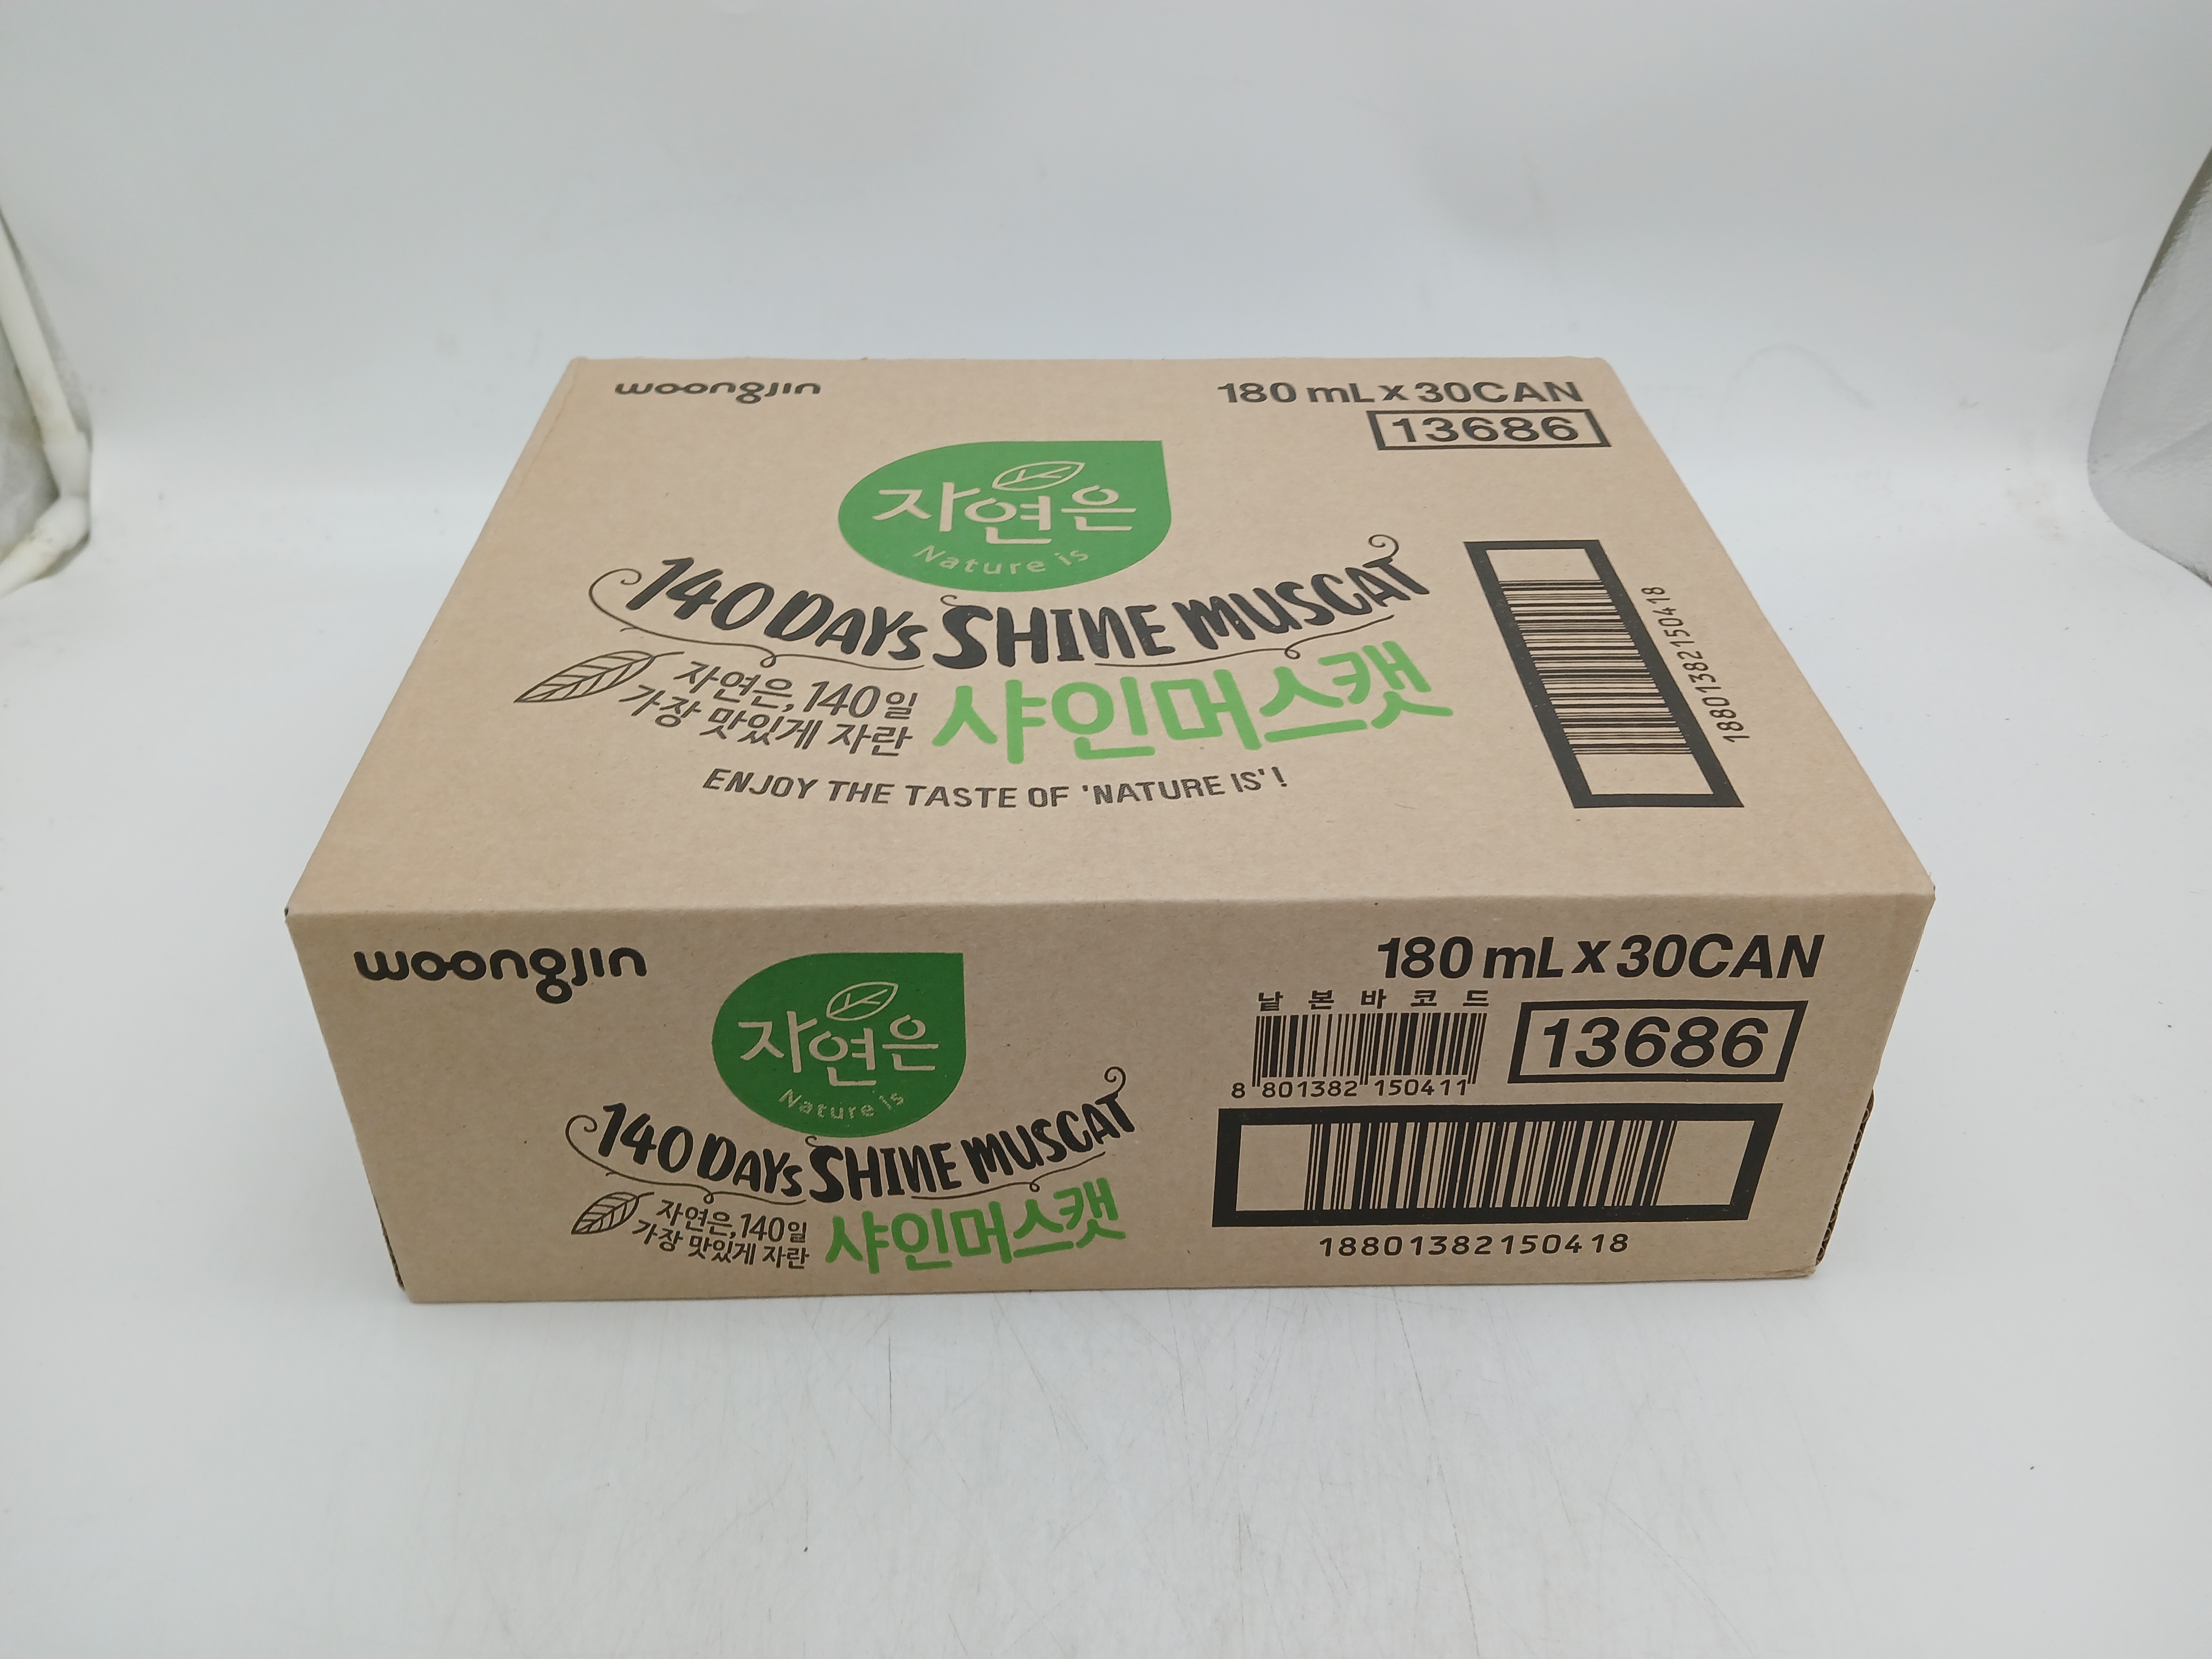 woongjin
180 mL x 30CAN
13686
자연은
Nature is
140 DAYS SHINE MUSCAT
자연은, 140일
가장 맛있게 자란
샤인머스캣
ENJOY THE TASTE OF 'NATURE IS' !
18801382150418
woongjin
180 mL x 30CAN
낱본바코드
8 801382 150411
13686
자연은
Nature is
140 DAYS SHINE MUSCAT
자연은, 140일
가장 맛있게 자란
샤인머스캣
18801382150418